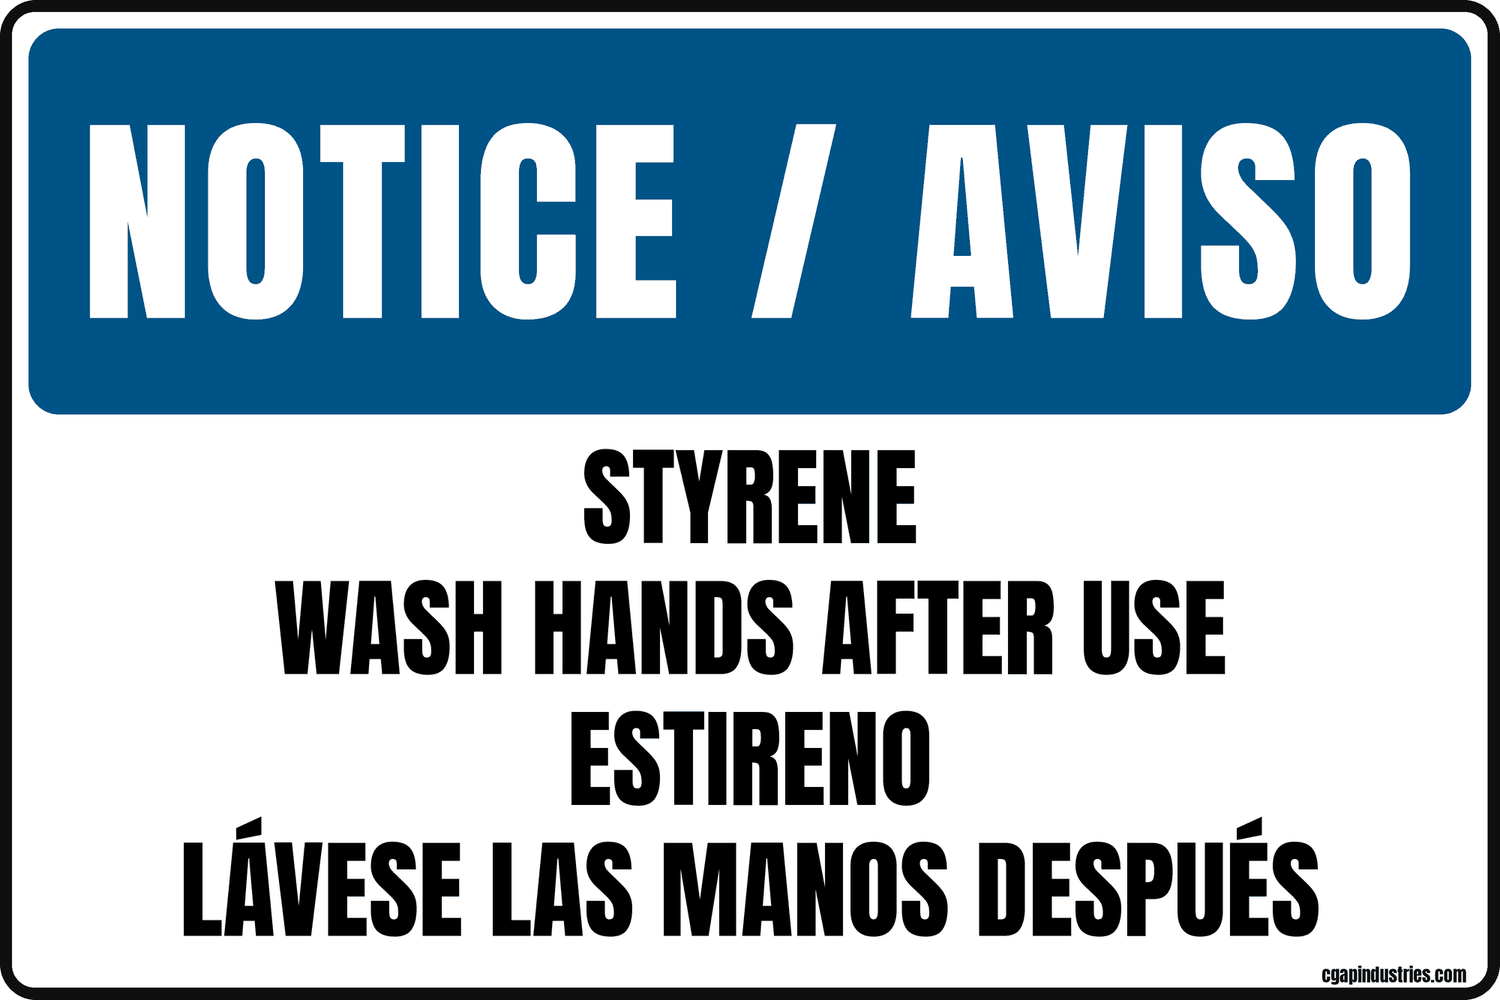 NOTICE / AVISO
STYRENE
WASH HANDS AFTER USE
ESTIRENO
LÁVESE LAS MANOS DESPUÉS
cgapindustries.com